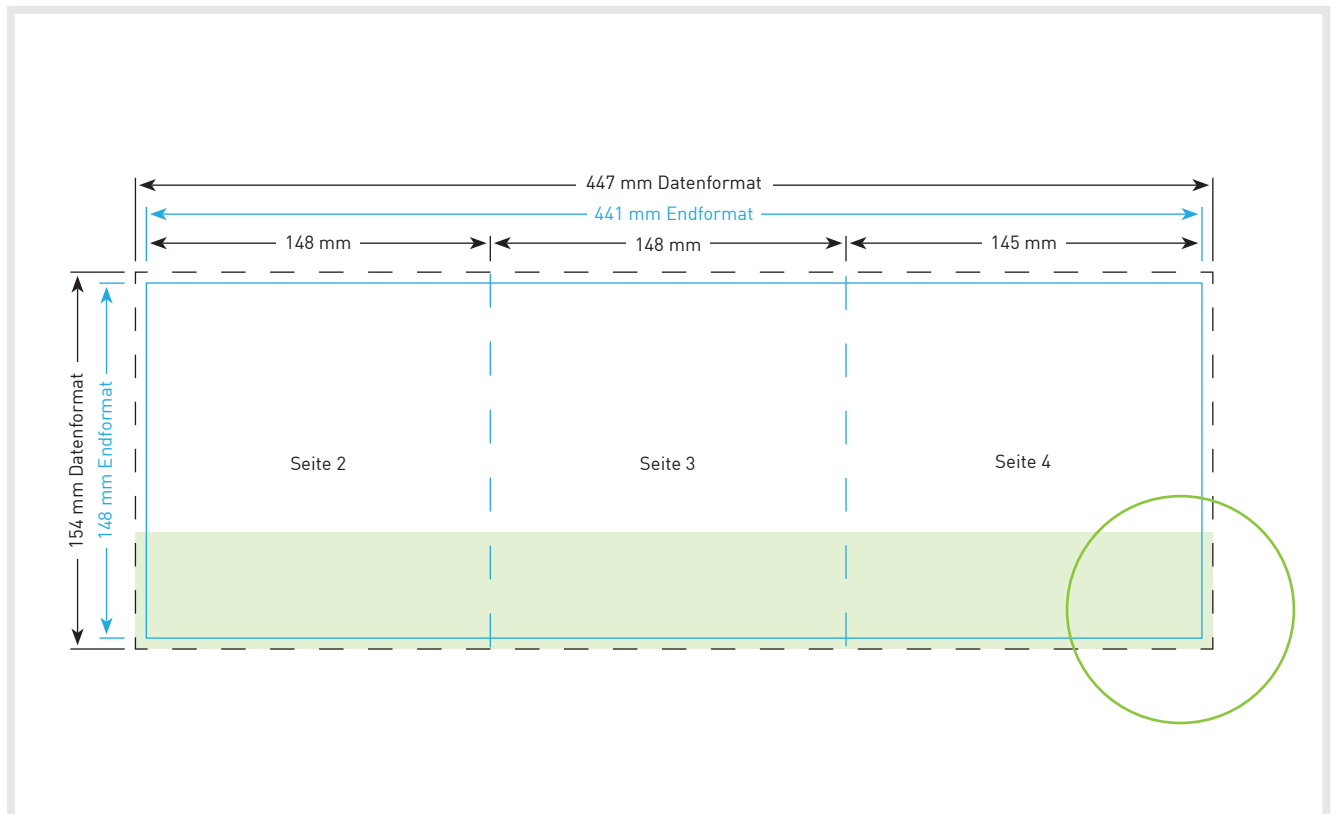 447 mm Datenformat
441 mm Endformat
148 mm
148 mm
145 mm
154 mm Datenformat
148 mm Endformat
Seite 2
Seite 3
Seite 4